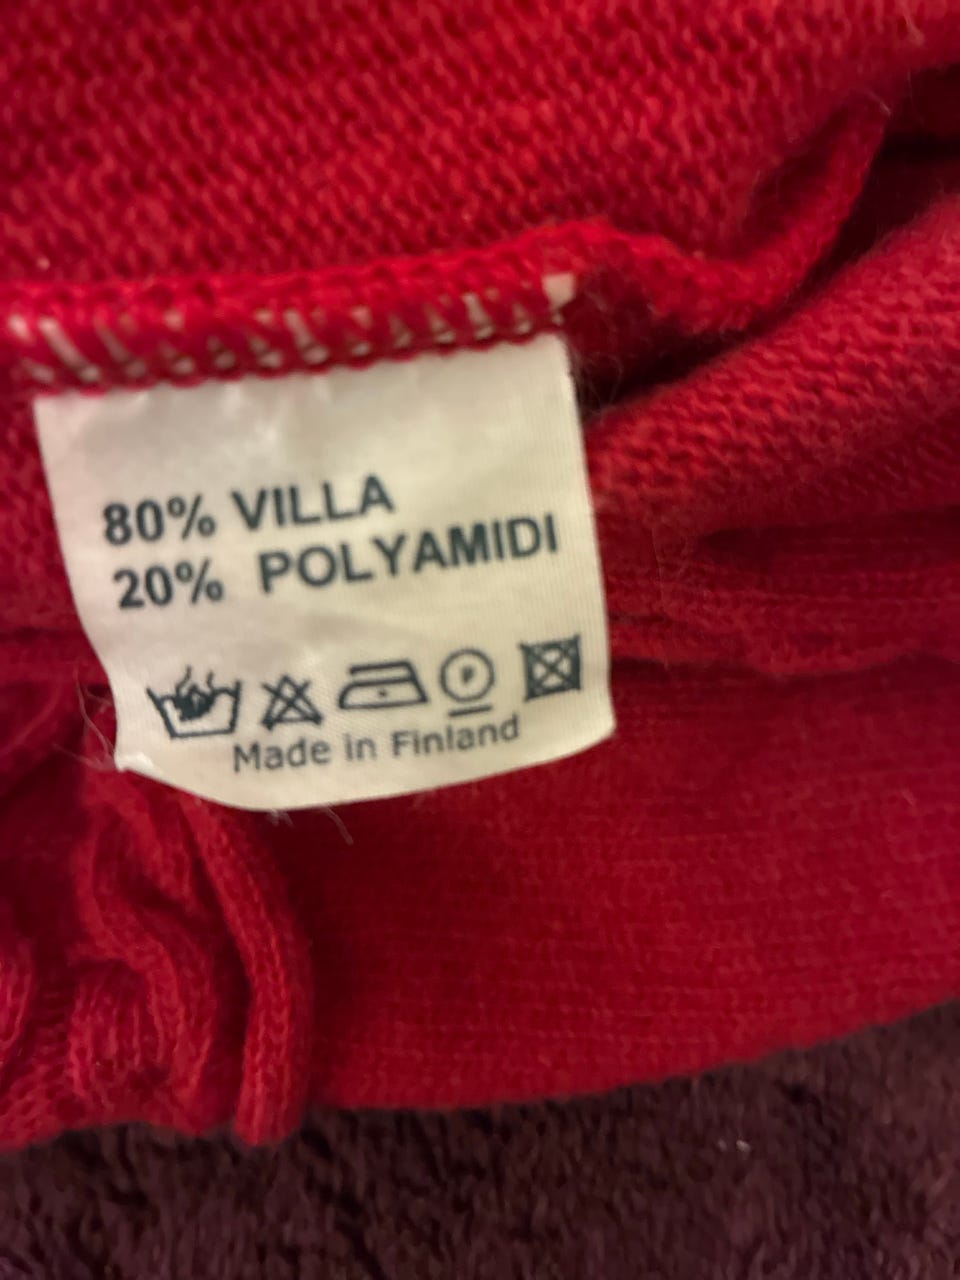 80% VILLA
20% POLYAMIDI
P
Made in Finland